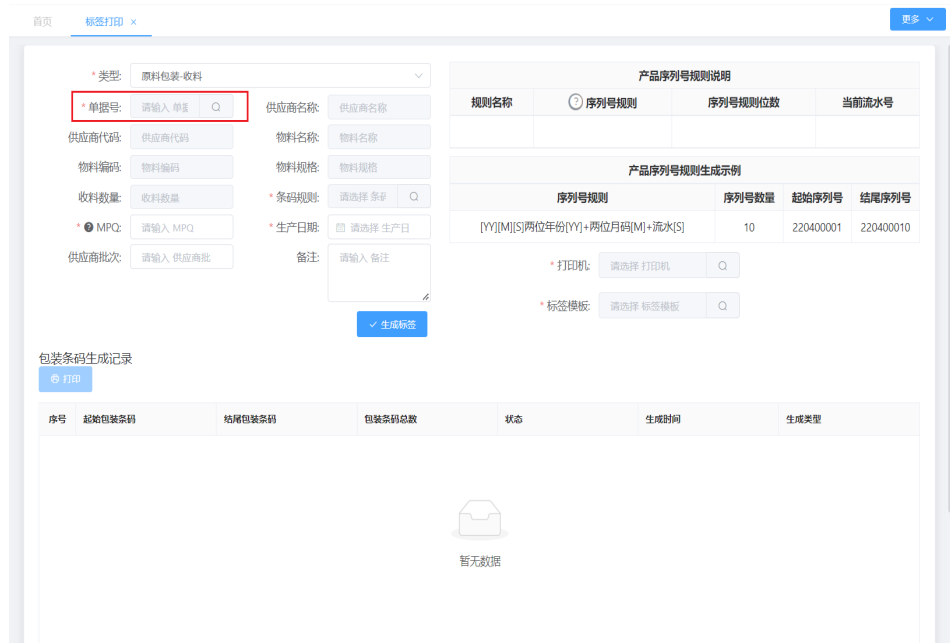 首页
标签打印 ×
更多
* 类型: 原料包装-收料
* 单据号: 请输入 单据
供应商名称: 供应商名称
供应商代码: 供应商代码
物料名称: 物料名称
物料编码: 物料编码
物料规格: 物料规格
收料数量: 收料数量
* 条码规则: 请选择 条码
* ? MPQ: 请输入 MPQ
* 生产日期: 请选择 生产日
供应商批次: 请输入 供应商批
备注: 请输入 备注
生成标签
产品序列号规则说明
规则名称 ? 序列号规则 序列号规则位数 当前流水号
产品序列号规则生成示例
序列号规则 序列号数量 起始序列号 结尾序列号
[YY][M][S]两位年份[YY]+两位月码[M]+流水[S] 10 220400001 220400010
* 打印机: 请选择 打印机
* 标签模板: 请选择 标签模板
包装条码生成记录
打印
序号 起始包装条码 结尾包装条码 包装条码总数 状态 生成时间 生成类型
暂无数据